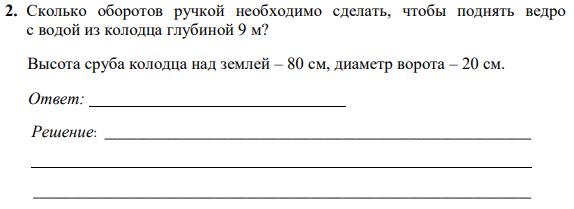 2. Сколько оборотов ручкой необходимо сделать, чтобы поднять ведро
с водой из колодца глубиной 9 м?
Высота сруба колодца над землей – 80 см, диаметр ворота – 20 см.
Ответ:
Решение: